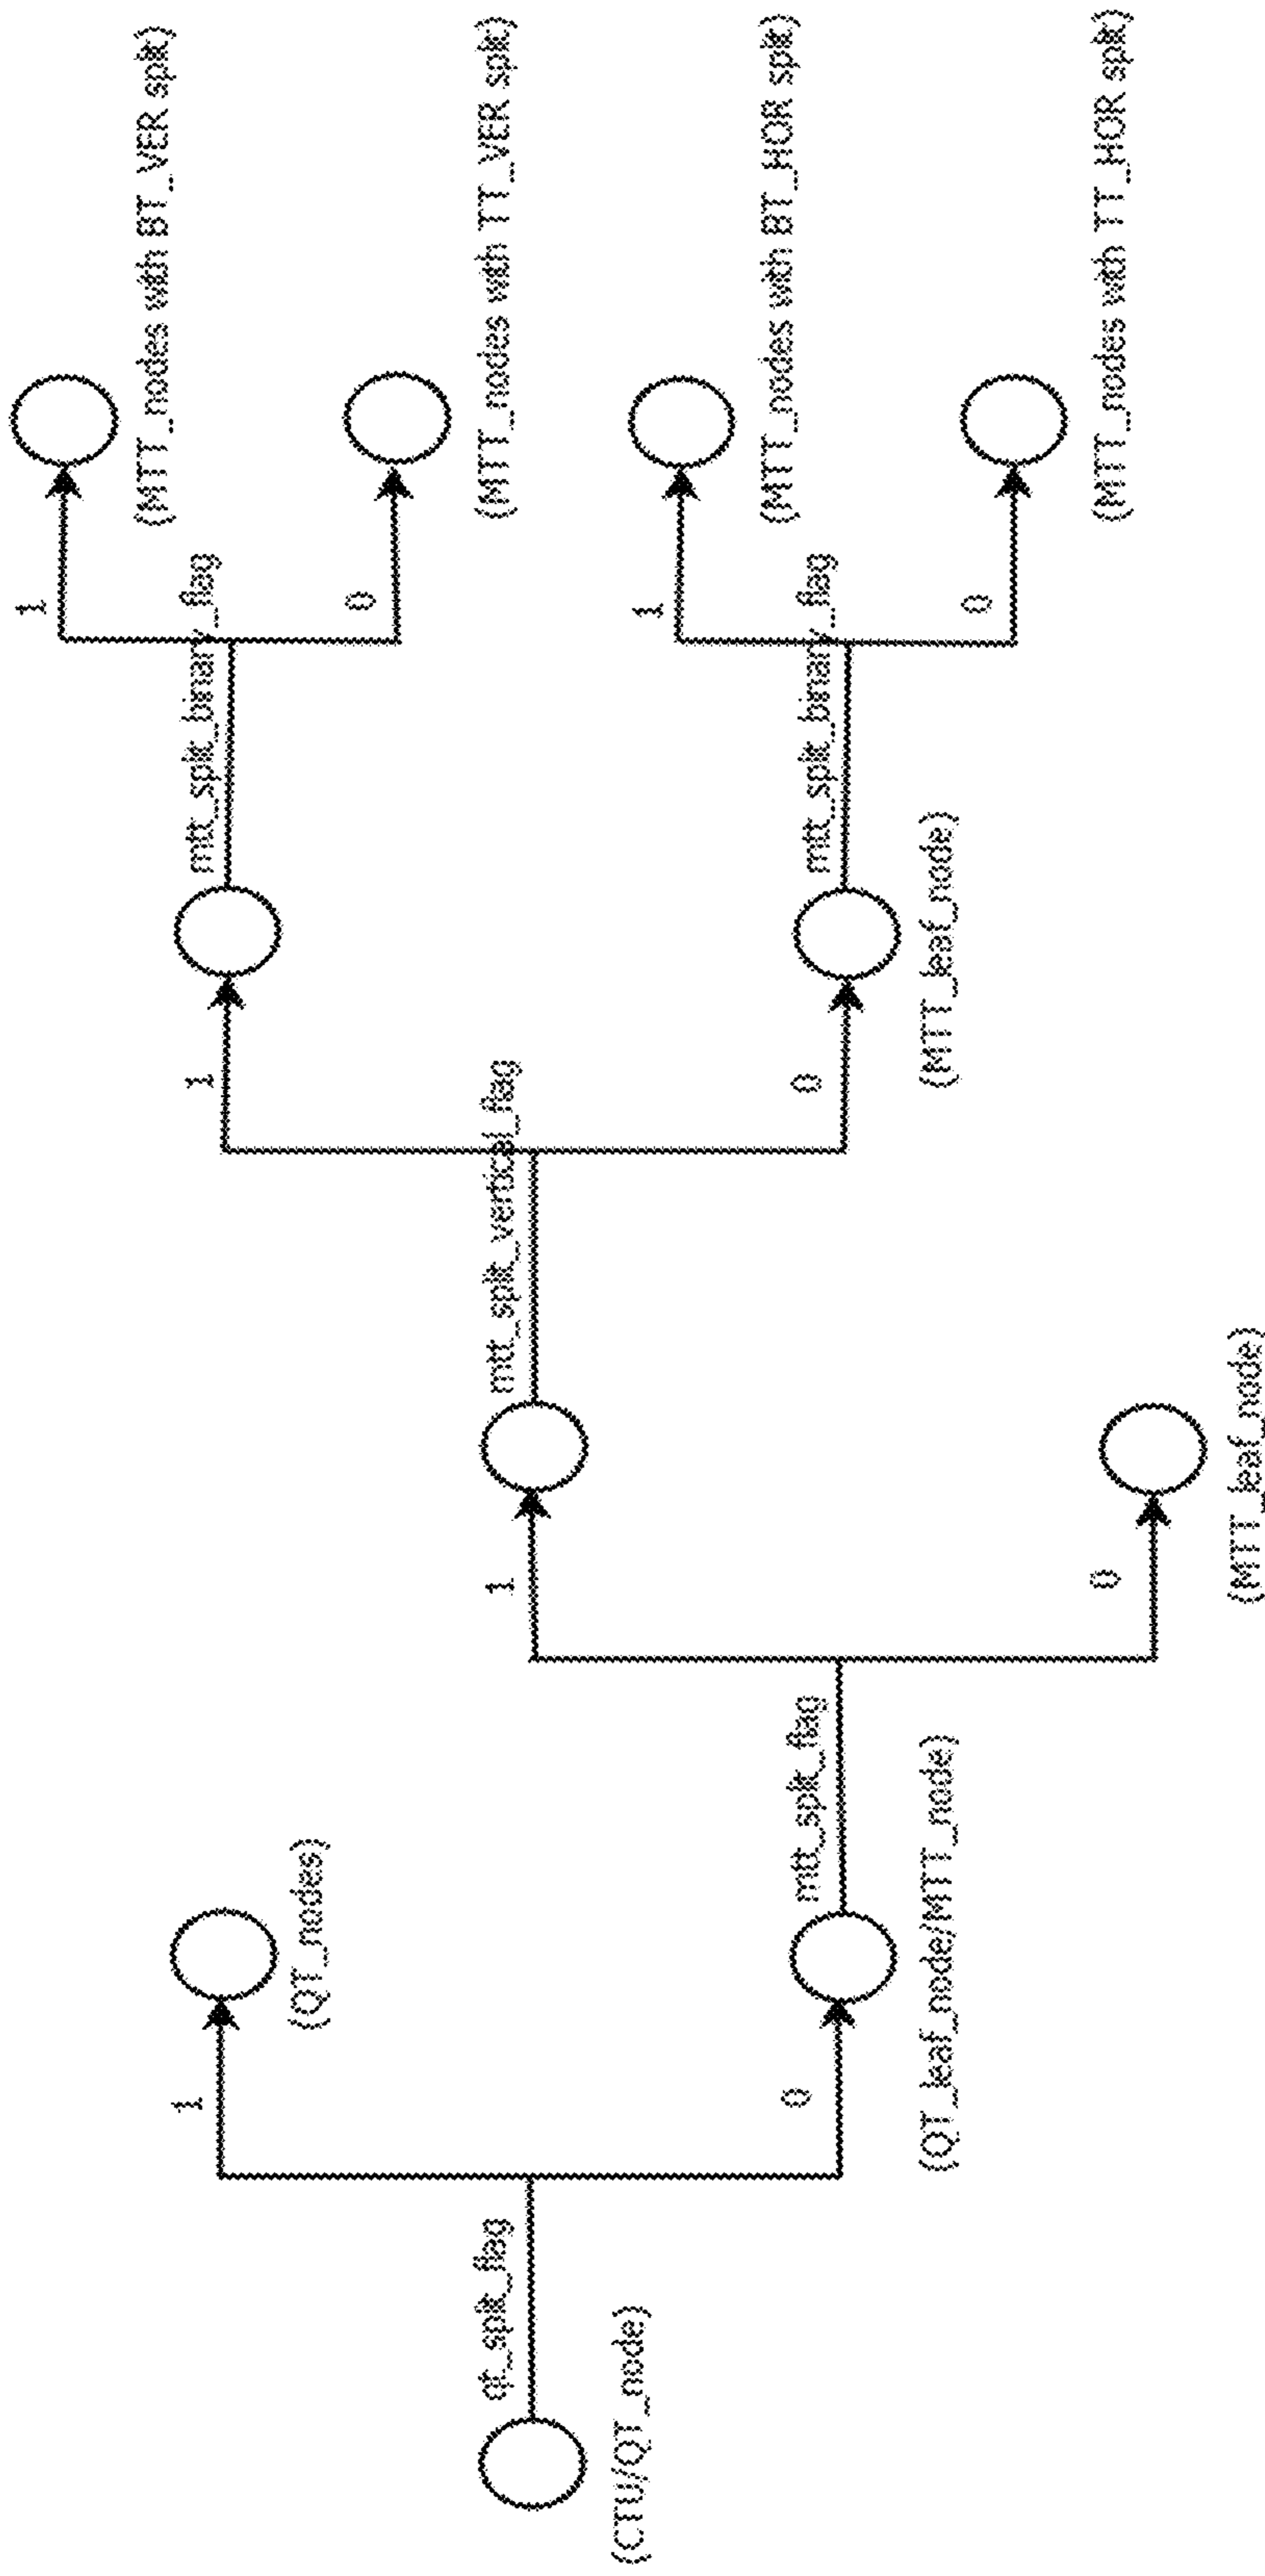 (CTU/QT_node)
qt_split_flag
1
(QT_nodes)
0
(QT_leaf_node/MTT_node)
mtt_split_flag
1
0
(MTT_leaf_node)
mtt_split_vertical_flag
1
0
(MTT_leaf_node)
mtt_split_binary_flag
1
(MTT_nodes with BT_VER split)
0
(MTT_nodes with TT_VER split)
mtt_split_binary_flag
1
(MTT_nodes with BT_HOR split)
0
(MTT_nodes with TT_HOR split)